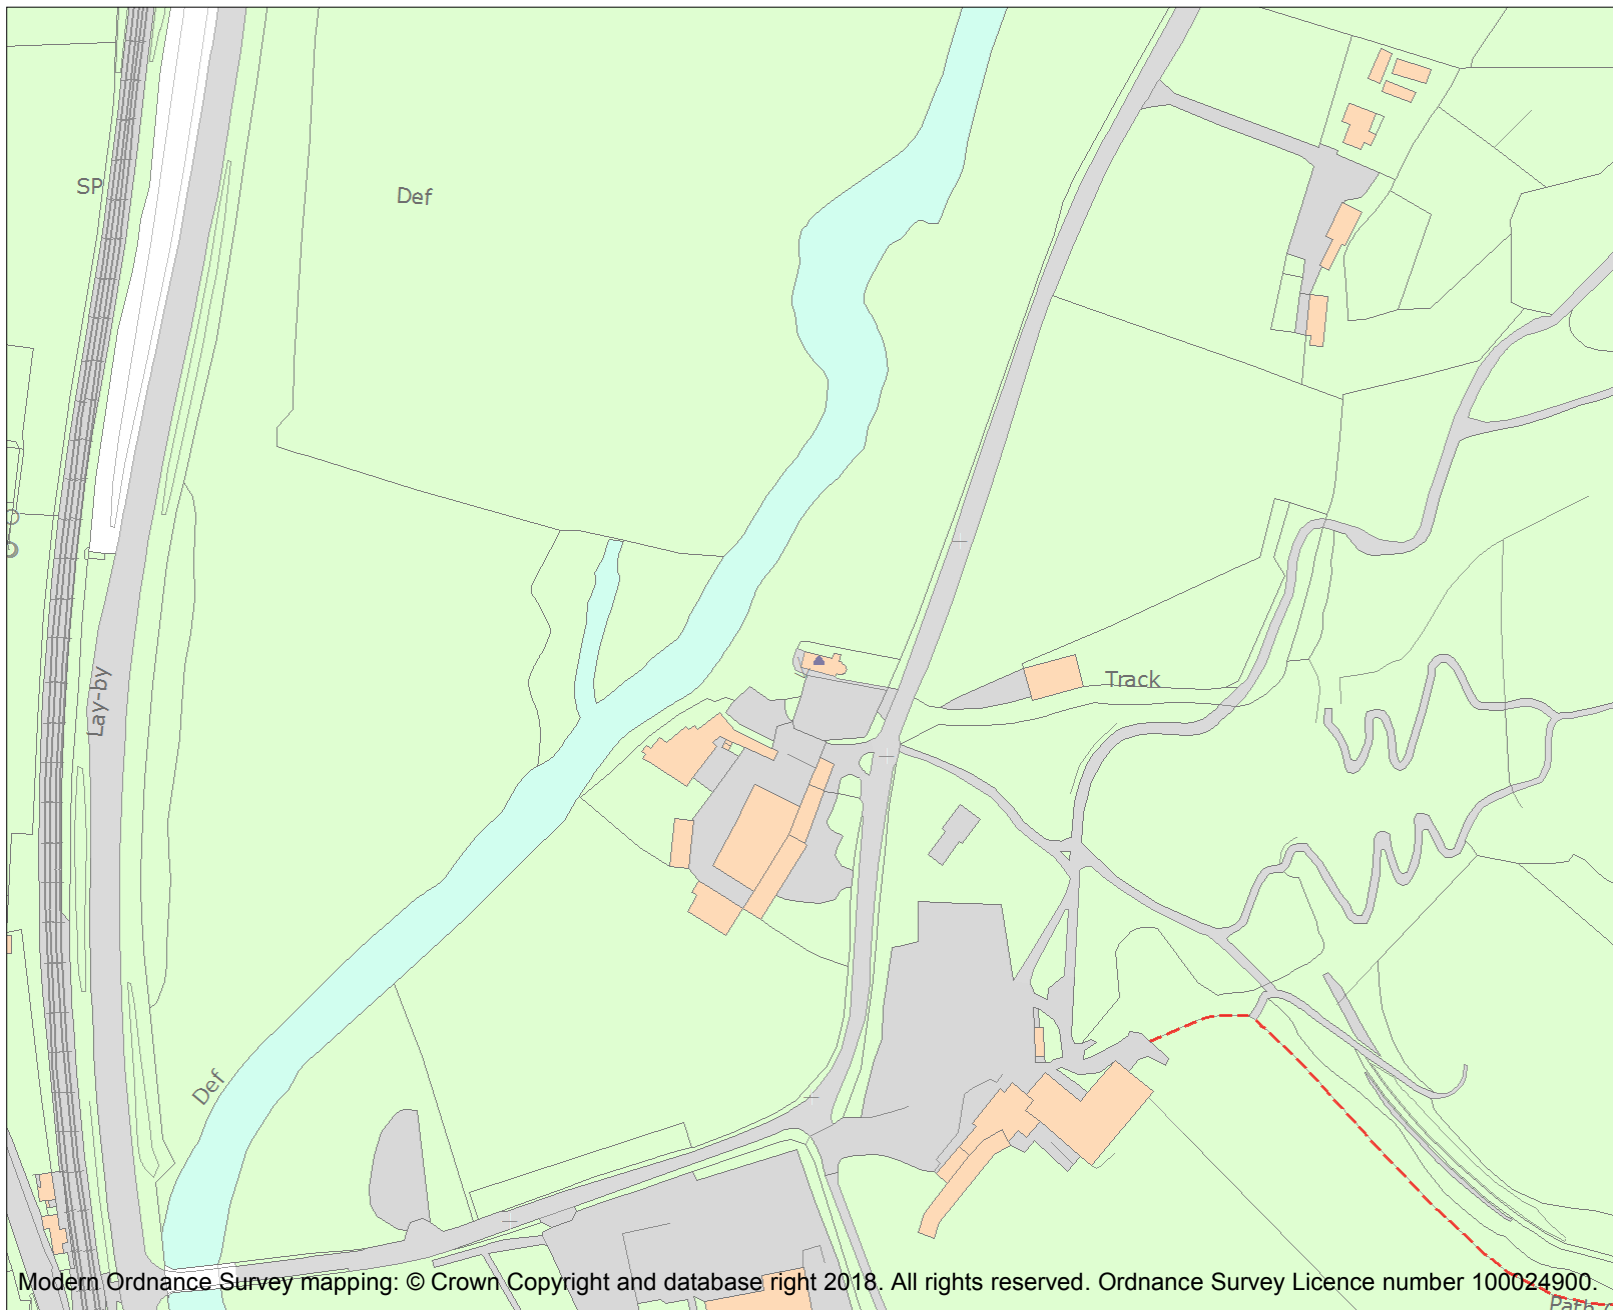 SP
Def
Lay-by
Track
Def
Modern Ordnance Survey mapping: © Crown Copyright and database right 2018. All rights reserved. Ordnance Survey Licence number 100024900.
Path